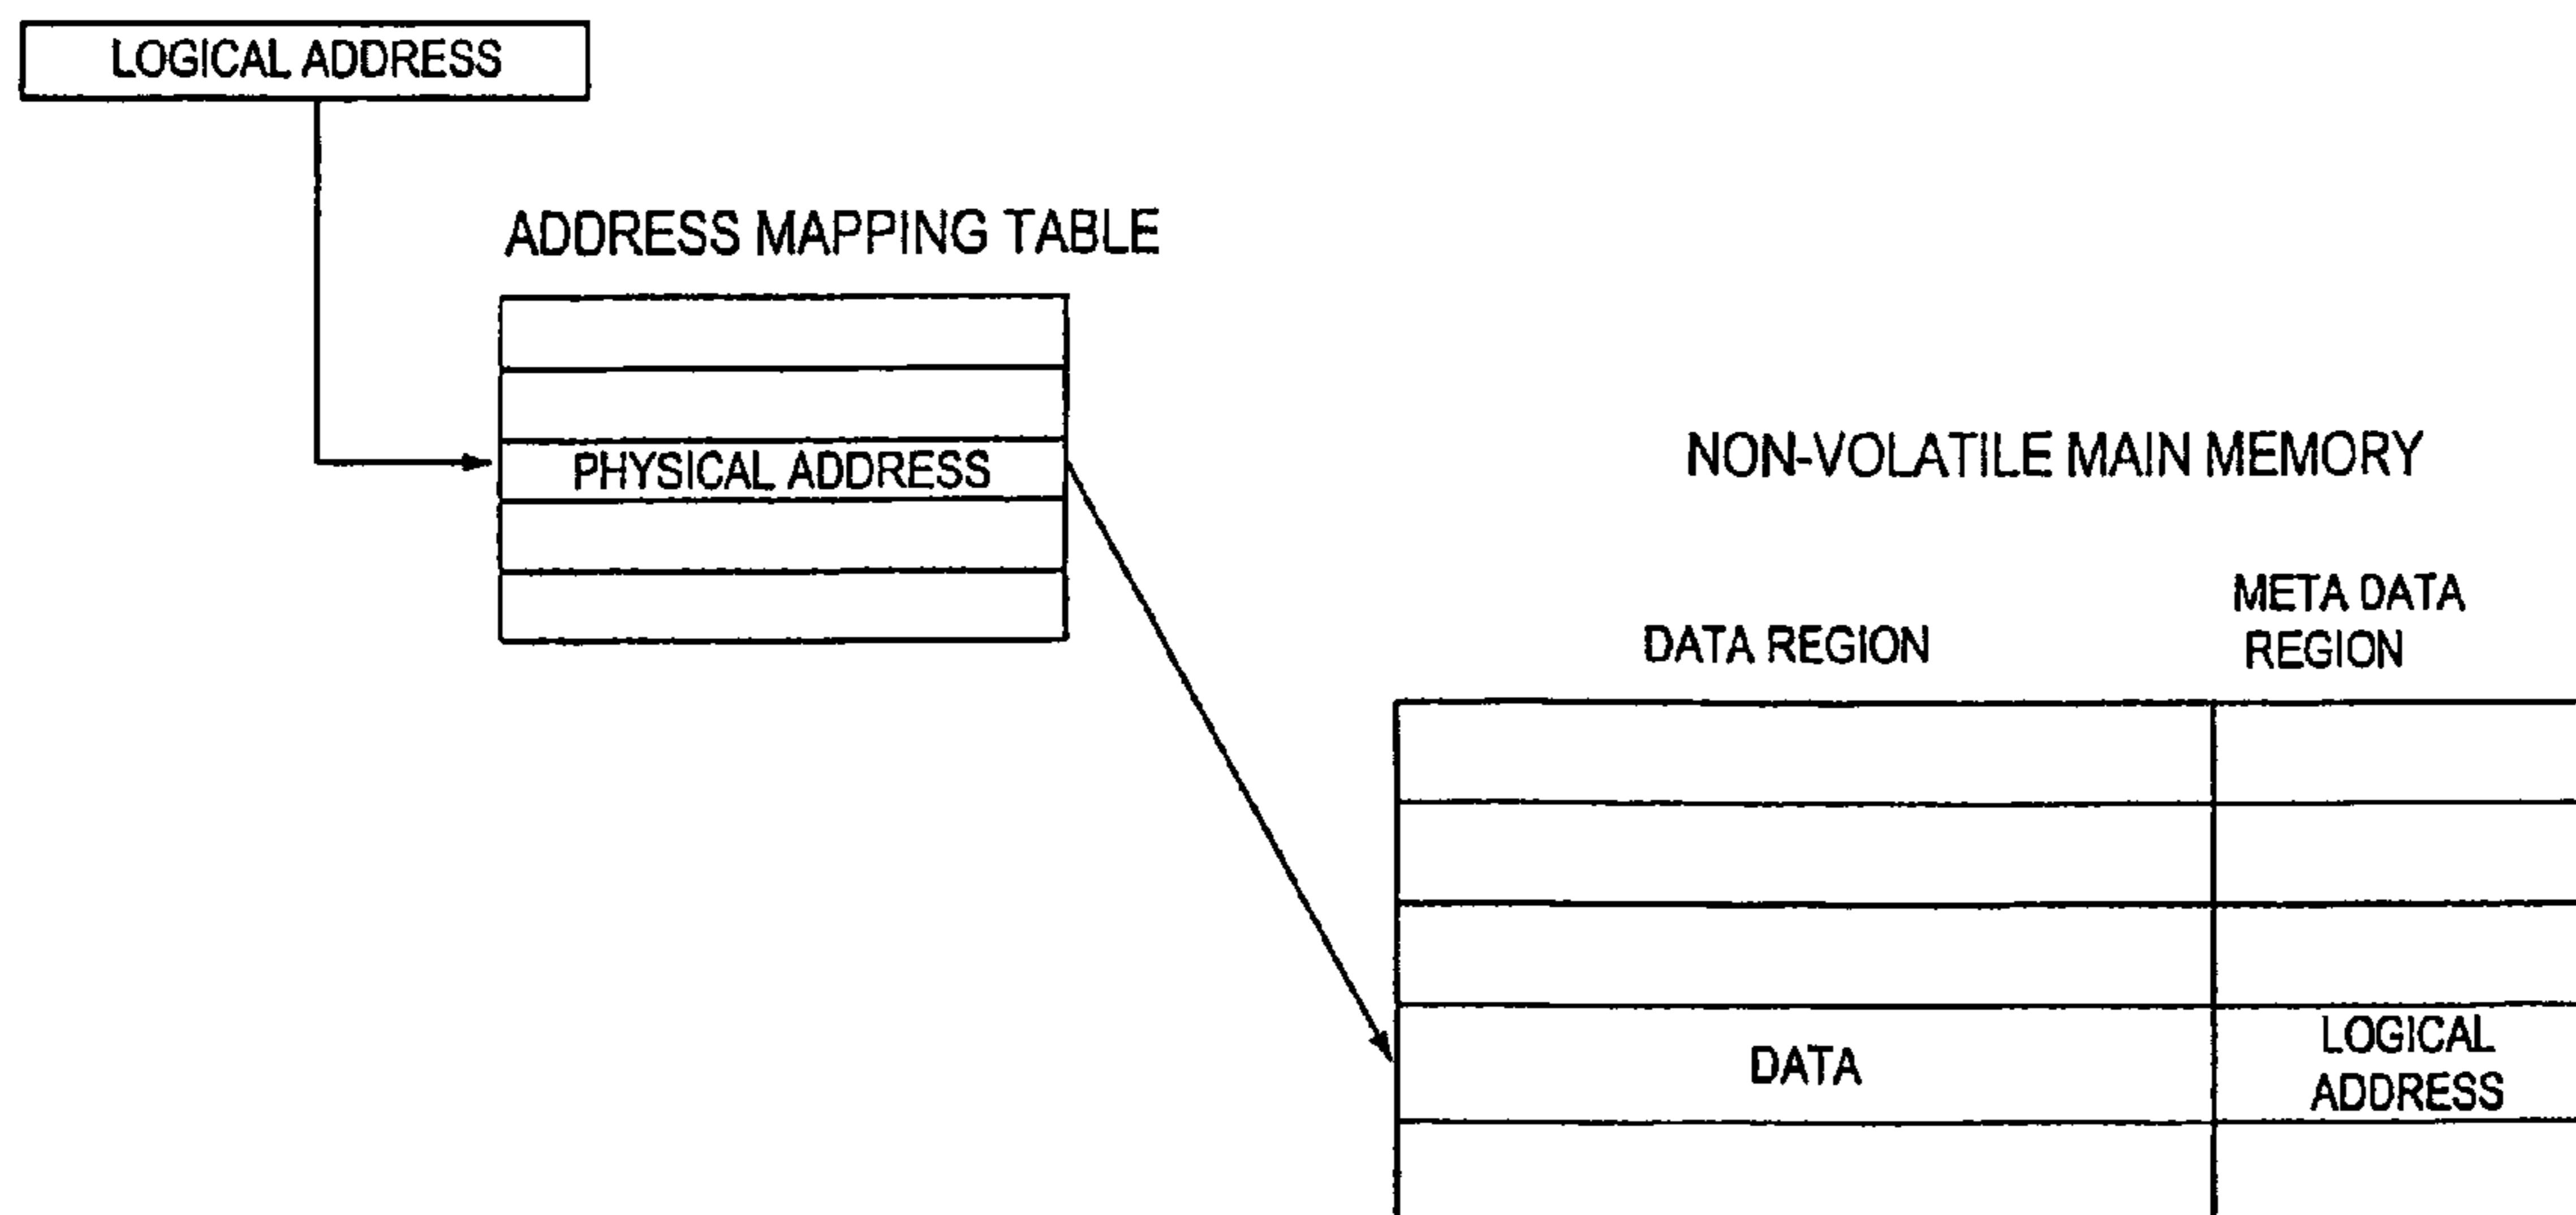 LOGICAL ADDRESS
ADDRESS MAPPING TABLE
PHYSICAL ADDRESS
NON-VOLATILE MAIN MEMORY
DATA REGION
META DATA
REGION
DATA
LOGICAL
ADDRESS